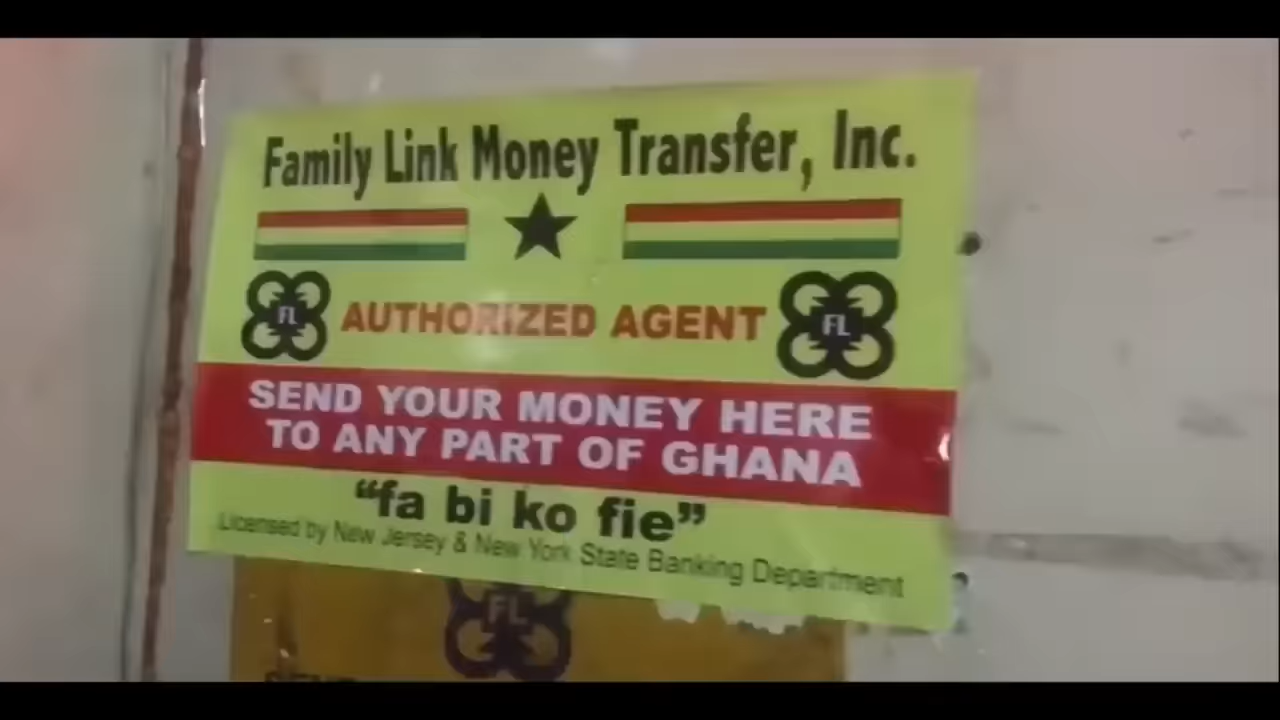 Family Link Money Transfer, Inc.
FL AUTHORIZED AGENT FL
SEND YOUR MONEY HERE
TO ANY PART OF GHANA
“fa bi ko fie”
Licensed by New Jersey & New York State Banking Department
FL